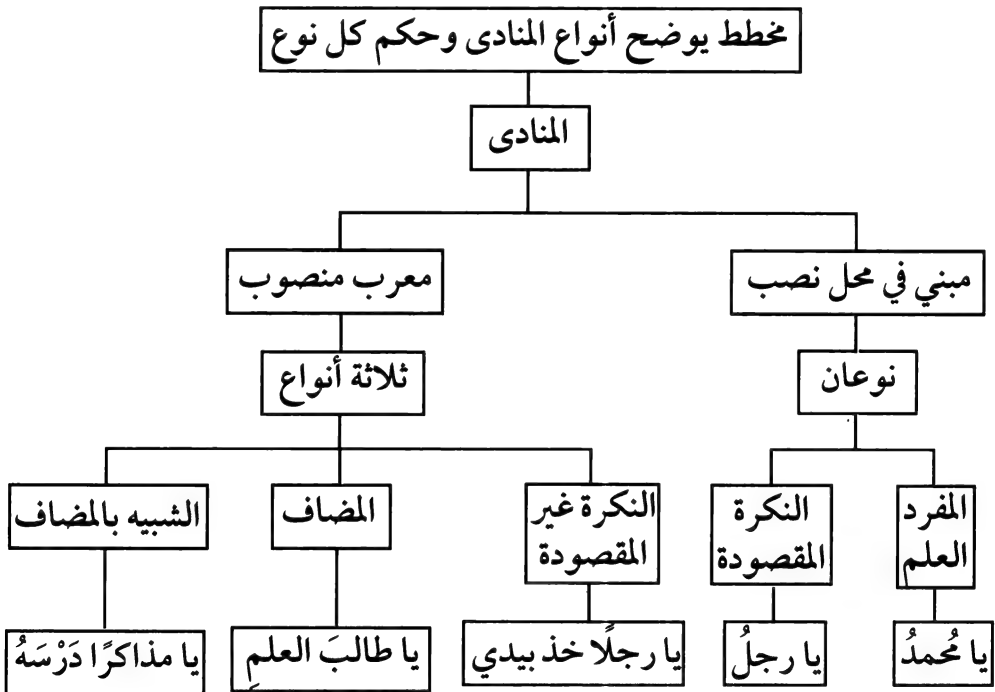 مخطط يوضح أنواع المنادى وحكم كل نوع
المنادى
مبني في محل نصب
معرب منصوب
نوعان
ثلاثة أنواع
المفرد
العلم
النكرة
المقصودة
النكرة غير
المقصودة
المضاف
الشبيه بالمضاف
يا مُحمدُ
يا رجلُ
يا رجلًا خذ بيدي
يا طالبَ العلمِ
يا مذاكرًا دَرْسَهُ